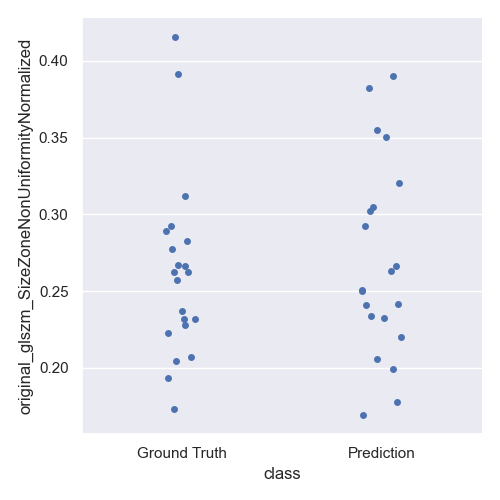 original_glszm_SizeZoneNonUniformityNormalized
0.40
0.35
0.30
0.25
0.20
Ground Truth
Prediction
class